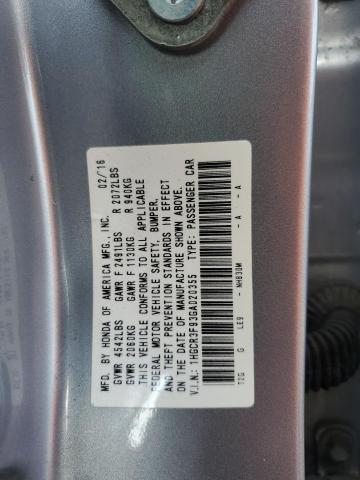 MFD. BY HONDA OF AMERICA MFG., INC. 02/16
GVWR 4542LBS GAWR F 2491LBS R 2072LBS
GVWR 2060KG GAWR F 1130KG R 940KG
THIS VEHICLE CONFORMS TO ALL APPLICABLE
FEDERAL MOTOR VEHICLE SAFETY, BUMPER,
AND THEFT PREVENTION STANDARDS IN EFFECT
ON THE DATE OF MANUFACTURE SHOWN ABOVE.
V.I.N.: 1HGCR3F93GA020355 TYPE: PASSENGER CAR
T2G G LE9 - NH830M - A - A